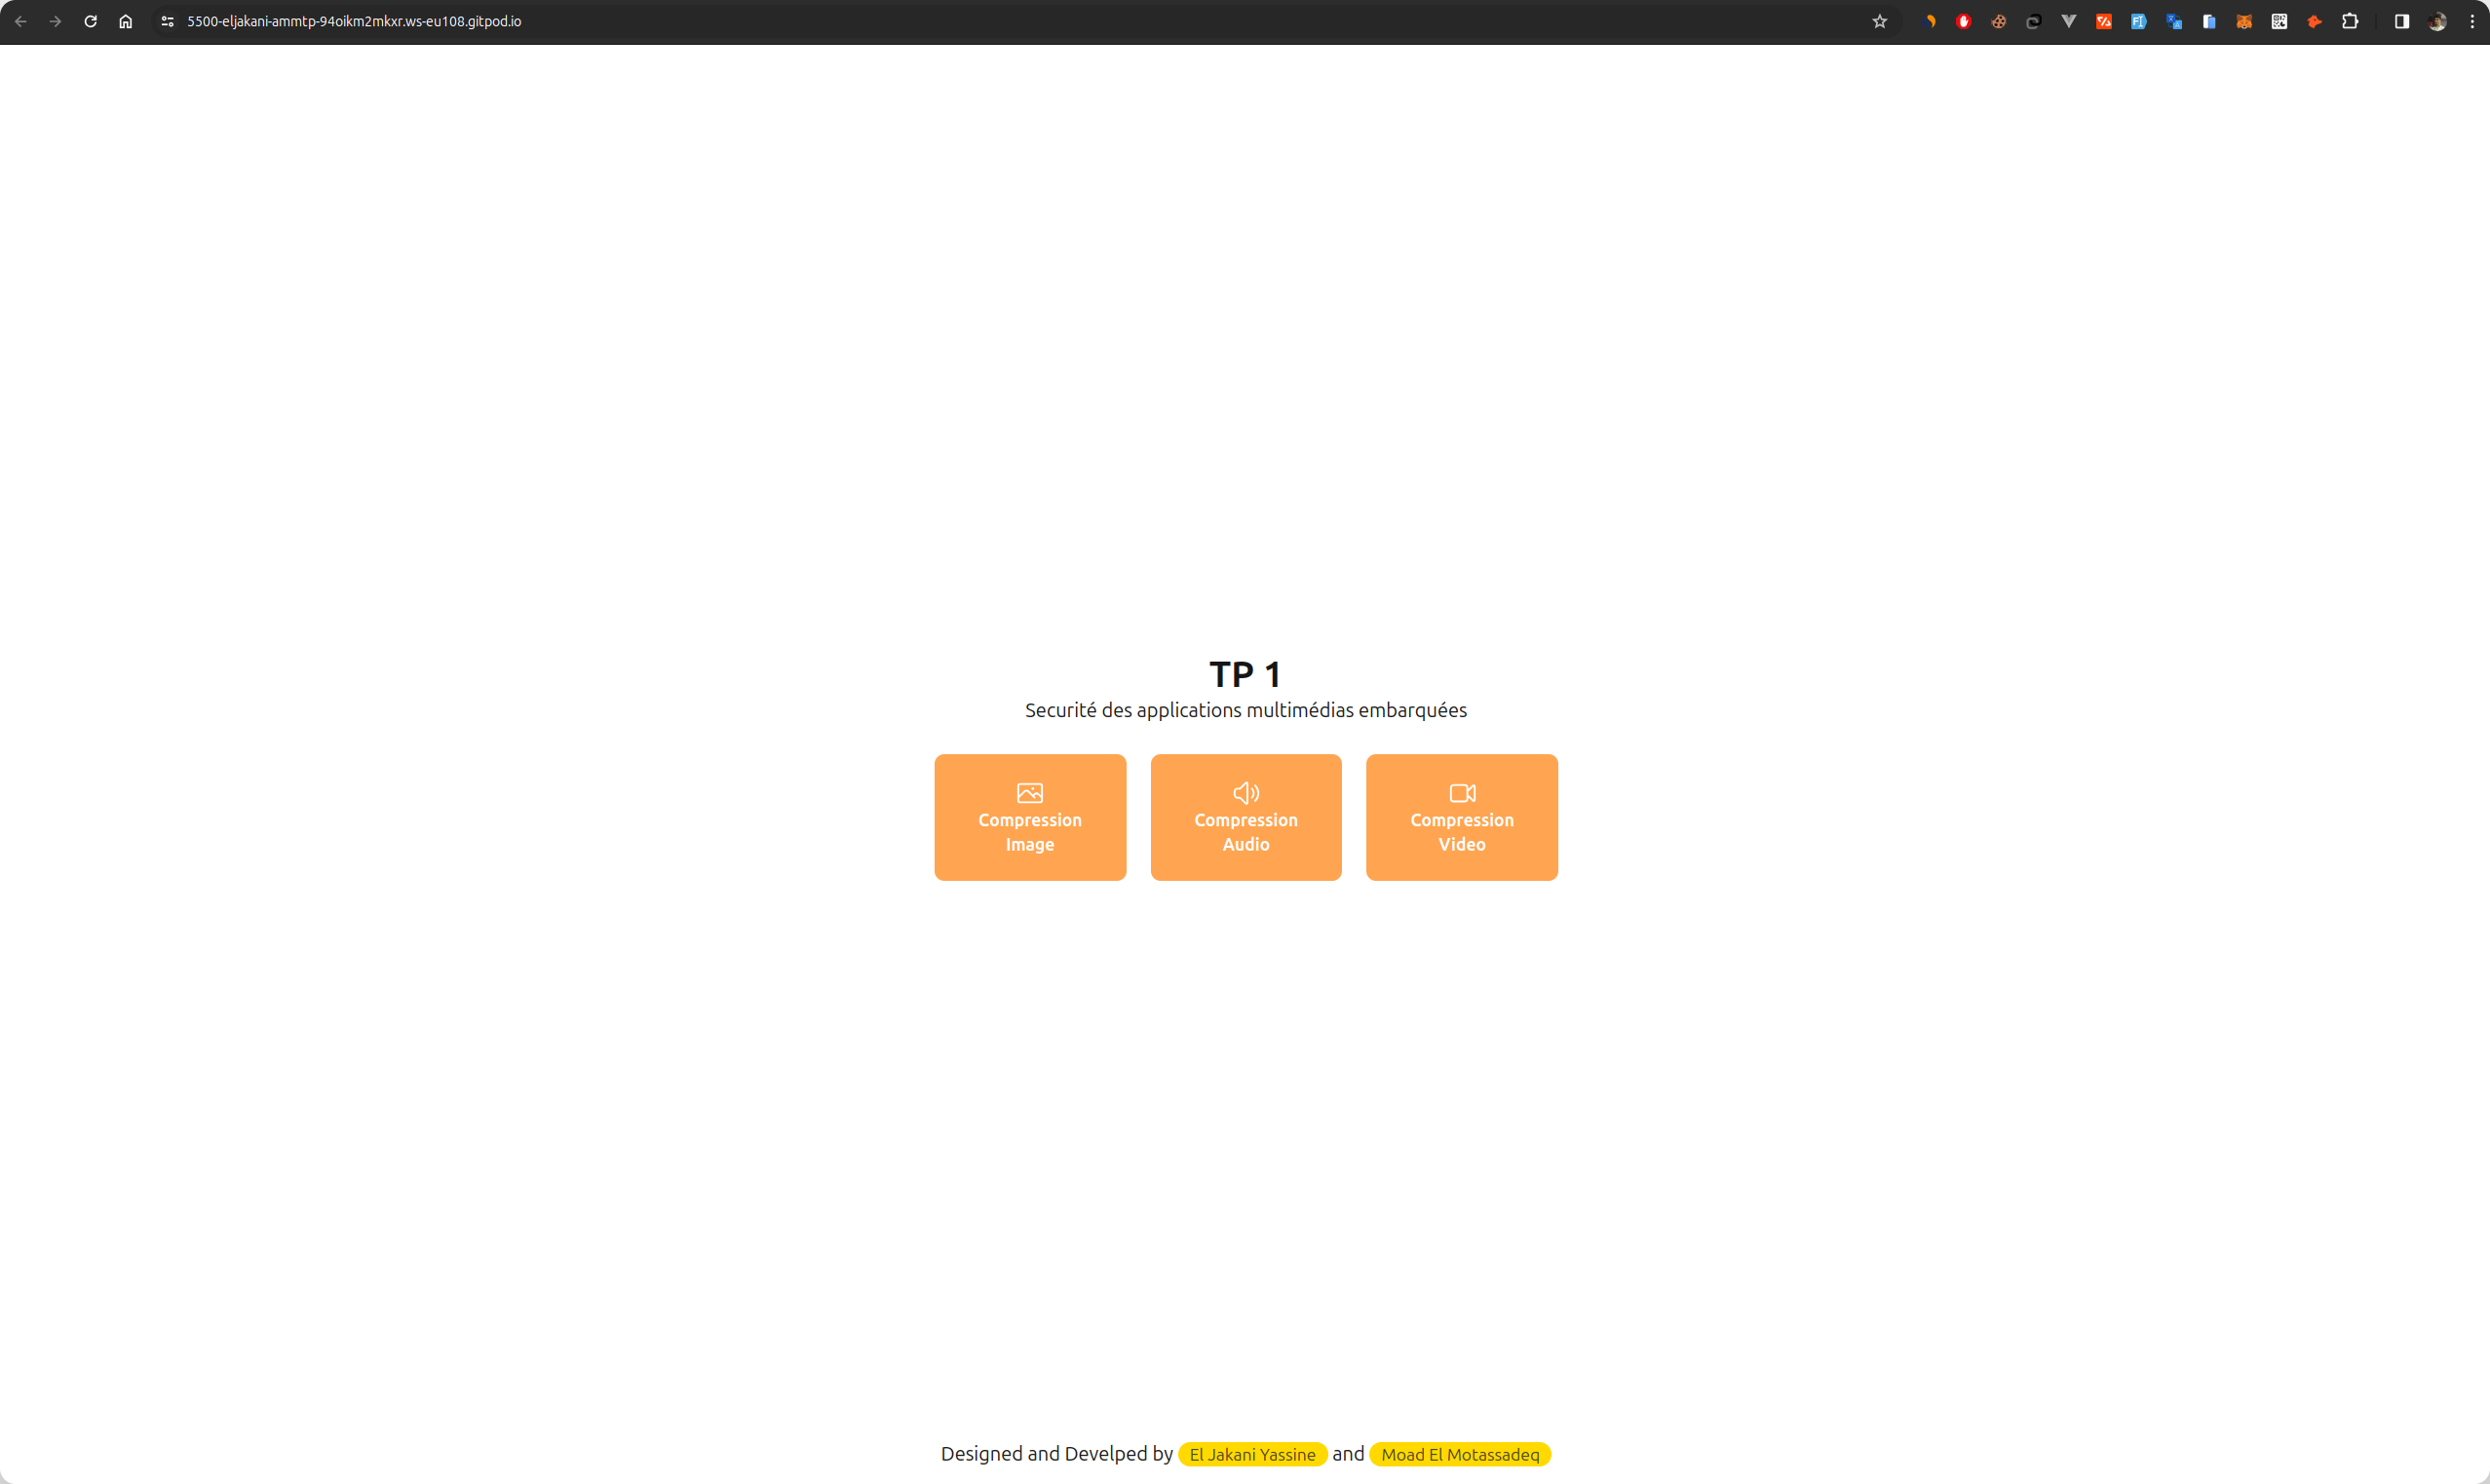 5500-eljakani-ammtp-94oikm2mkxr.ws-eu108.gitpod.io
TP 1
Securité des applications multimédias embarquées
Compression
Image
Compression
Audio
Compression
Video
Designed and Develped by El Jakani Yassine and Moad El Motassadeq